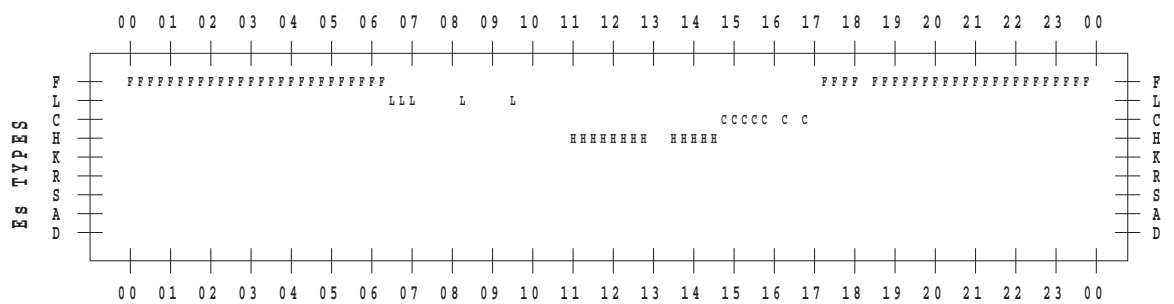 00 01 02 03 04 05 06 07 08 09 10 11 12 13 14 15 16 17 18 19 20 21 22 23 00
F FFFFFFFFFFFFFFFFFFFFFFFFFF FFFF FFFFFFFFFFFFFFFFFFFFFF F
L LLL L L L
C CCCCC C C C
H HHHHHHHH HHHHH H
K K
R R
S S
A A
D D
Es TYPES
00 01 02 03 04 05 06 07 08 09 10 11 12 13 14 15 16 17 18 19 20 21 22 23 00